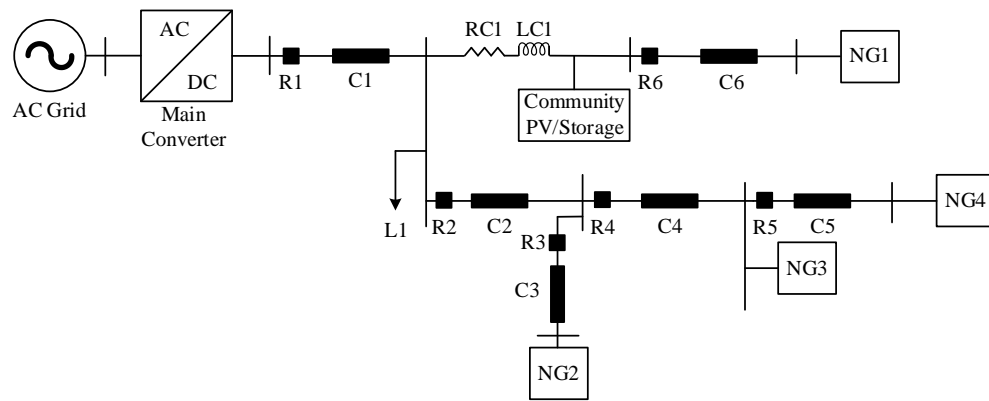 AC
DC
AC Grid
Main
Converter
R1
C1
RC1
LC1
Community
PV/Storage
R6
C6
NG1
L1
R2
C2
R3
C3
NG2
R4
C4
NG3
R5
C5
NG4